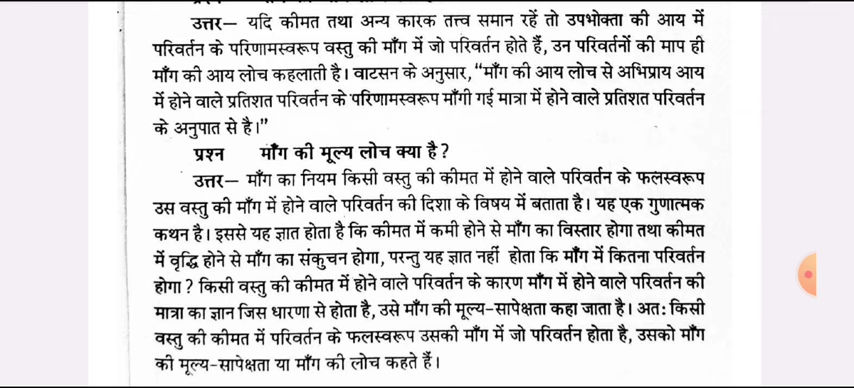 उत्तर— यदि कीमत तथा अन्य कारक तत्त्व समान रहें तो उपभोक्ता की आय में
परिवर्तन के परिणामस्वरूप वस्तु की माँग में जो परिवर्तन होते हैं, उन परिवर्तनों की माप ही
माँग की आय लोच कहलाती है। वाटसन के अनुसार, “माँग की आय लोच से अभिप्राय आय
में होने वाले प्रतिशत परिवर्तन के परिणामस्वरूप माँगी गई मात्रा में होने वाले प्रतिशत परिवर्तन
के अनुपात से है।”
प्रश्न माँग की मूल्य लोच क्या है?
उत्तर— माँग का नियम किसी वस्तु की कीमत में होने वाले परिवर्तन के फलस्वरूप
उस वस्तु की माँग में होने वाले परिवर्तन की दिशा के विषय में बताता है। यह एक गुणात्मक
कथन है। इससे यह ज्ञात होता है कि कीमत में कमी होने से माँग का विस्तार होगा तथा कीमत
में वृद्धि होने से माँग का संकुचन होगा, परन्तु यह ज्ञात नहीं होता कि माँग में कितना परिवर्तन
होगा? किसी वस्तु की कीमत में होने वाले परिवर्तन के कारण माँग में होने वाले परिवर्तन की
मात्रा का ज्ञान जिस धारणा से होता है, उसे माँग की मूल्य-सापेक्षता कहा जाता है। अत: किसी
वस्तु की कीमत में परिवर्तन के फलस्वरूप उसकी माँग में जो परिवर्तन होता है, उसको माँग
की मूल्य-सापेक्षता या माँग की लोच कहते हैं।